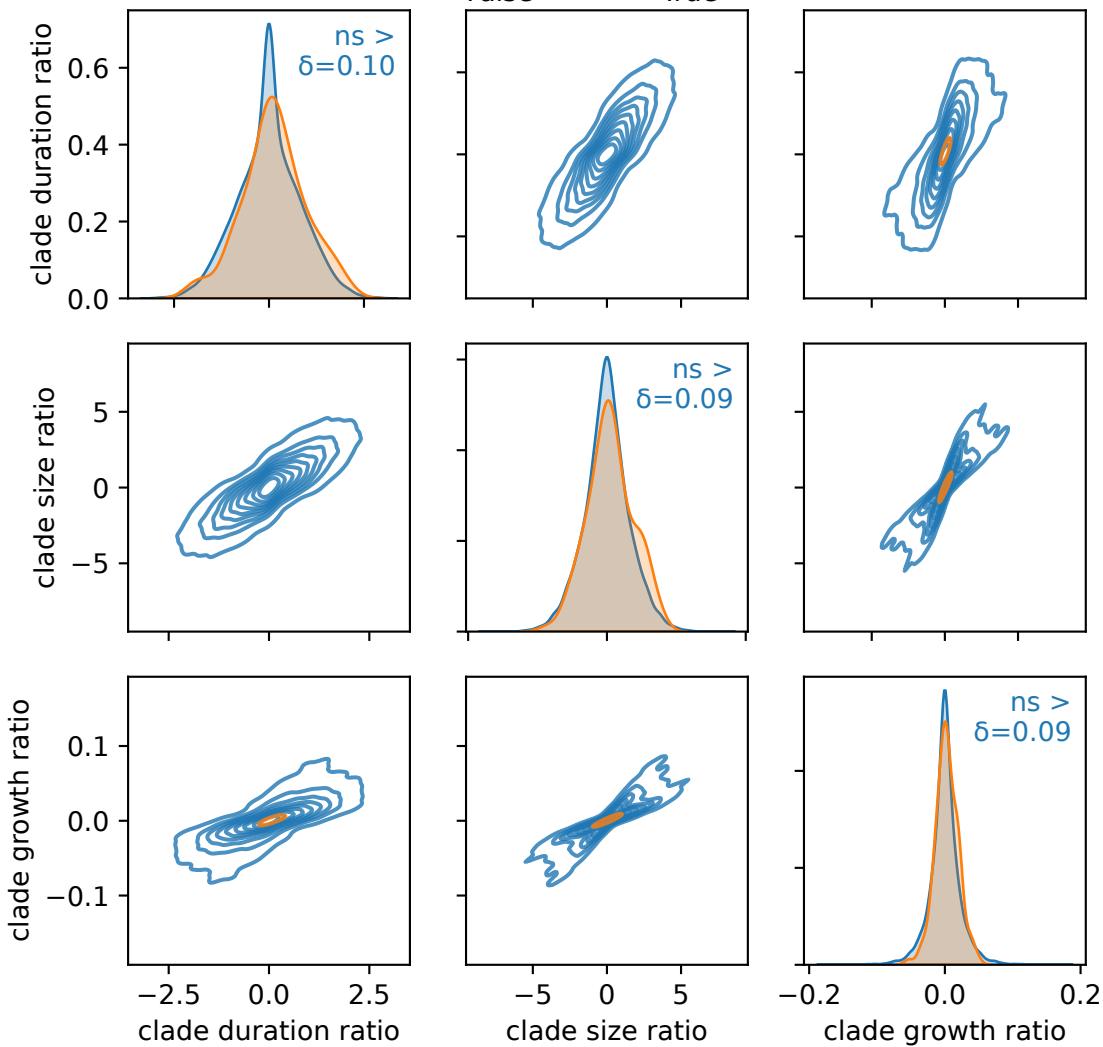 clade duration ratio
0.6
0.4
0.2
0.0
ns >
δ=0.10
clade size ratio
5
0
−5
ns >
δ=0.09
clade growth ratio
0.1
0.0
−0.1
ns >
δ=0.09
−2.5 0.0 2.5
−5 0 5
−0.2 0.0 0.2
clade duration ratio
clade size ratio
clade growth ratio